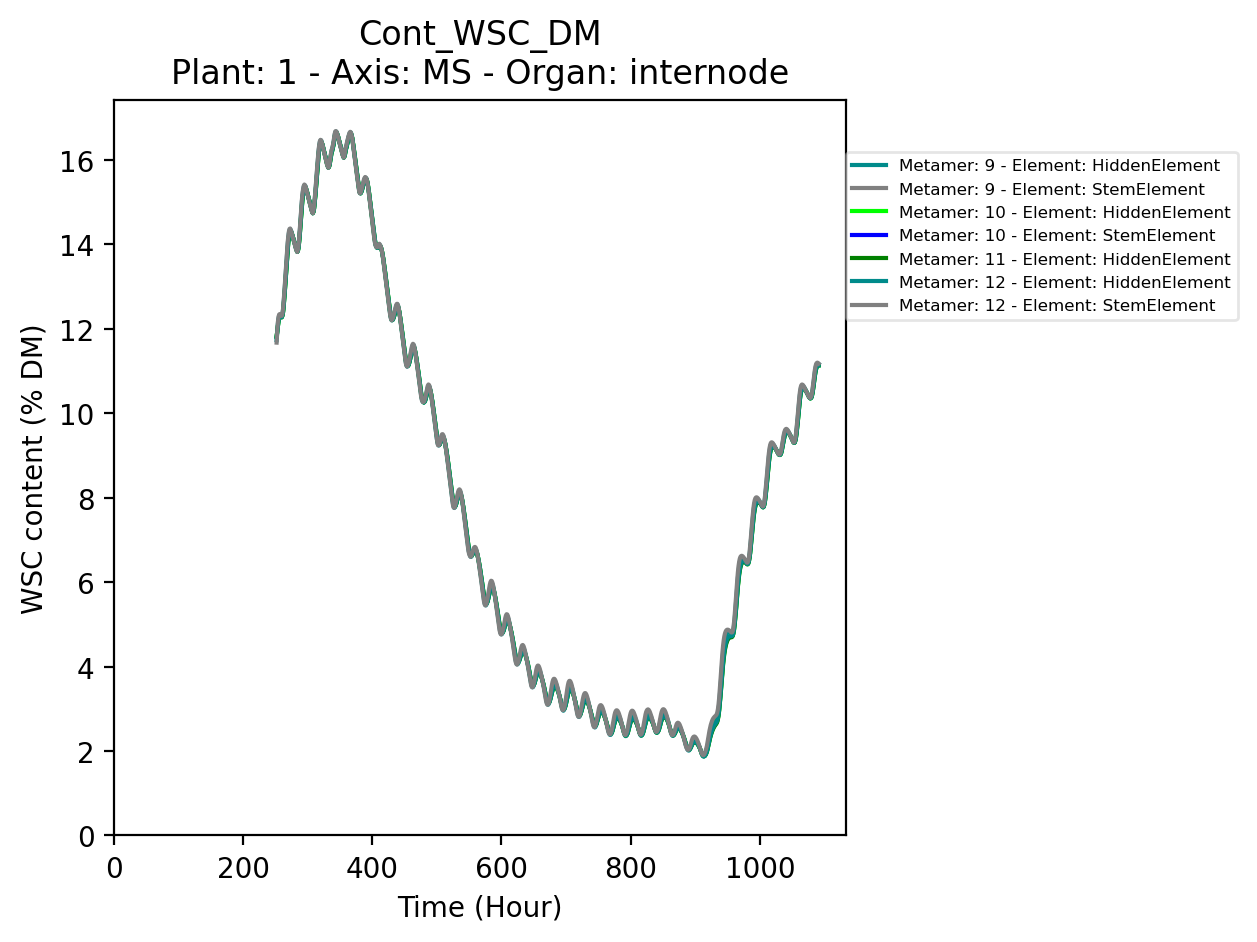 Cont_WSC_DM
Plant: 1 - Axis: MS - Organ: internode
WSC content (% DM)
16
14
12
10
8
6
4
2
0
0 200 400 600 800 1000
Time (Hour)
Metamer: 9 - Element: HiddenElement
Metamer: 9 - Element: StemElement
Metamer: 10 - Element: HiddenElement
Metamer: 10 - Element: StemElement
Metamer: 11 - Element: HiddenElement
Metamer: 12 - Element: HiddenElement
Metamer: 12 - Element: StemElement